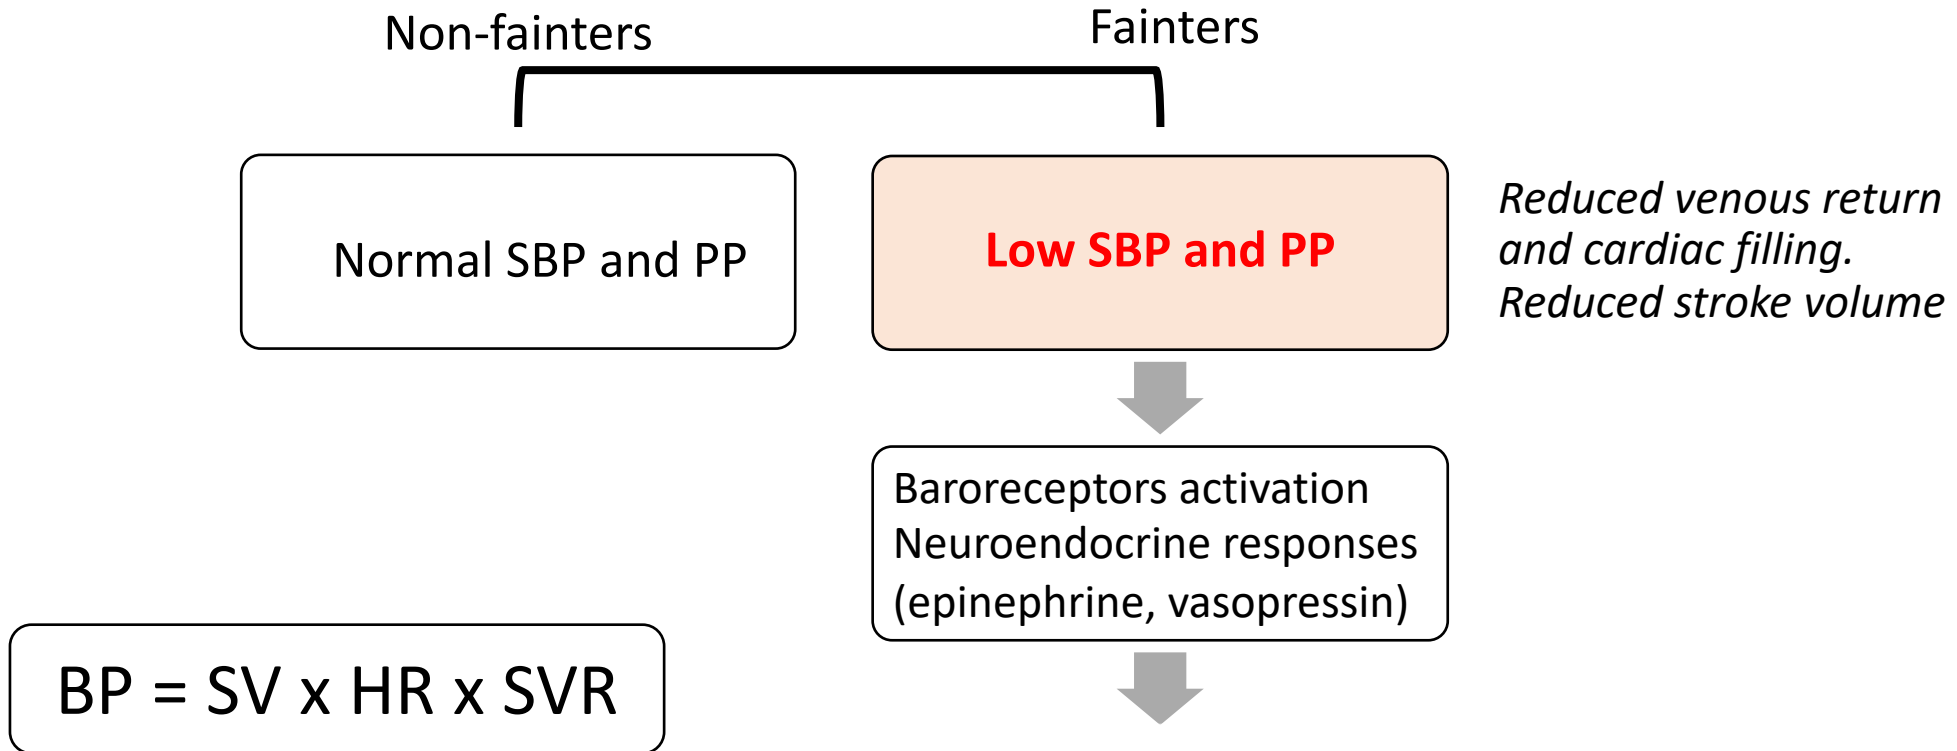 Non-fainters
Fainters
Normal SBP and PP
Low SBP and PP
Reduced venous return
and cardiac filling.
Reduced stroke volume
Baroreceptors activation
Neuroendocrine responses
(epinephrine, vasopressin)
BP = SV x HR x SVR